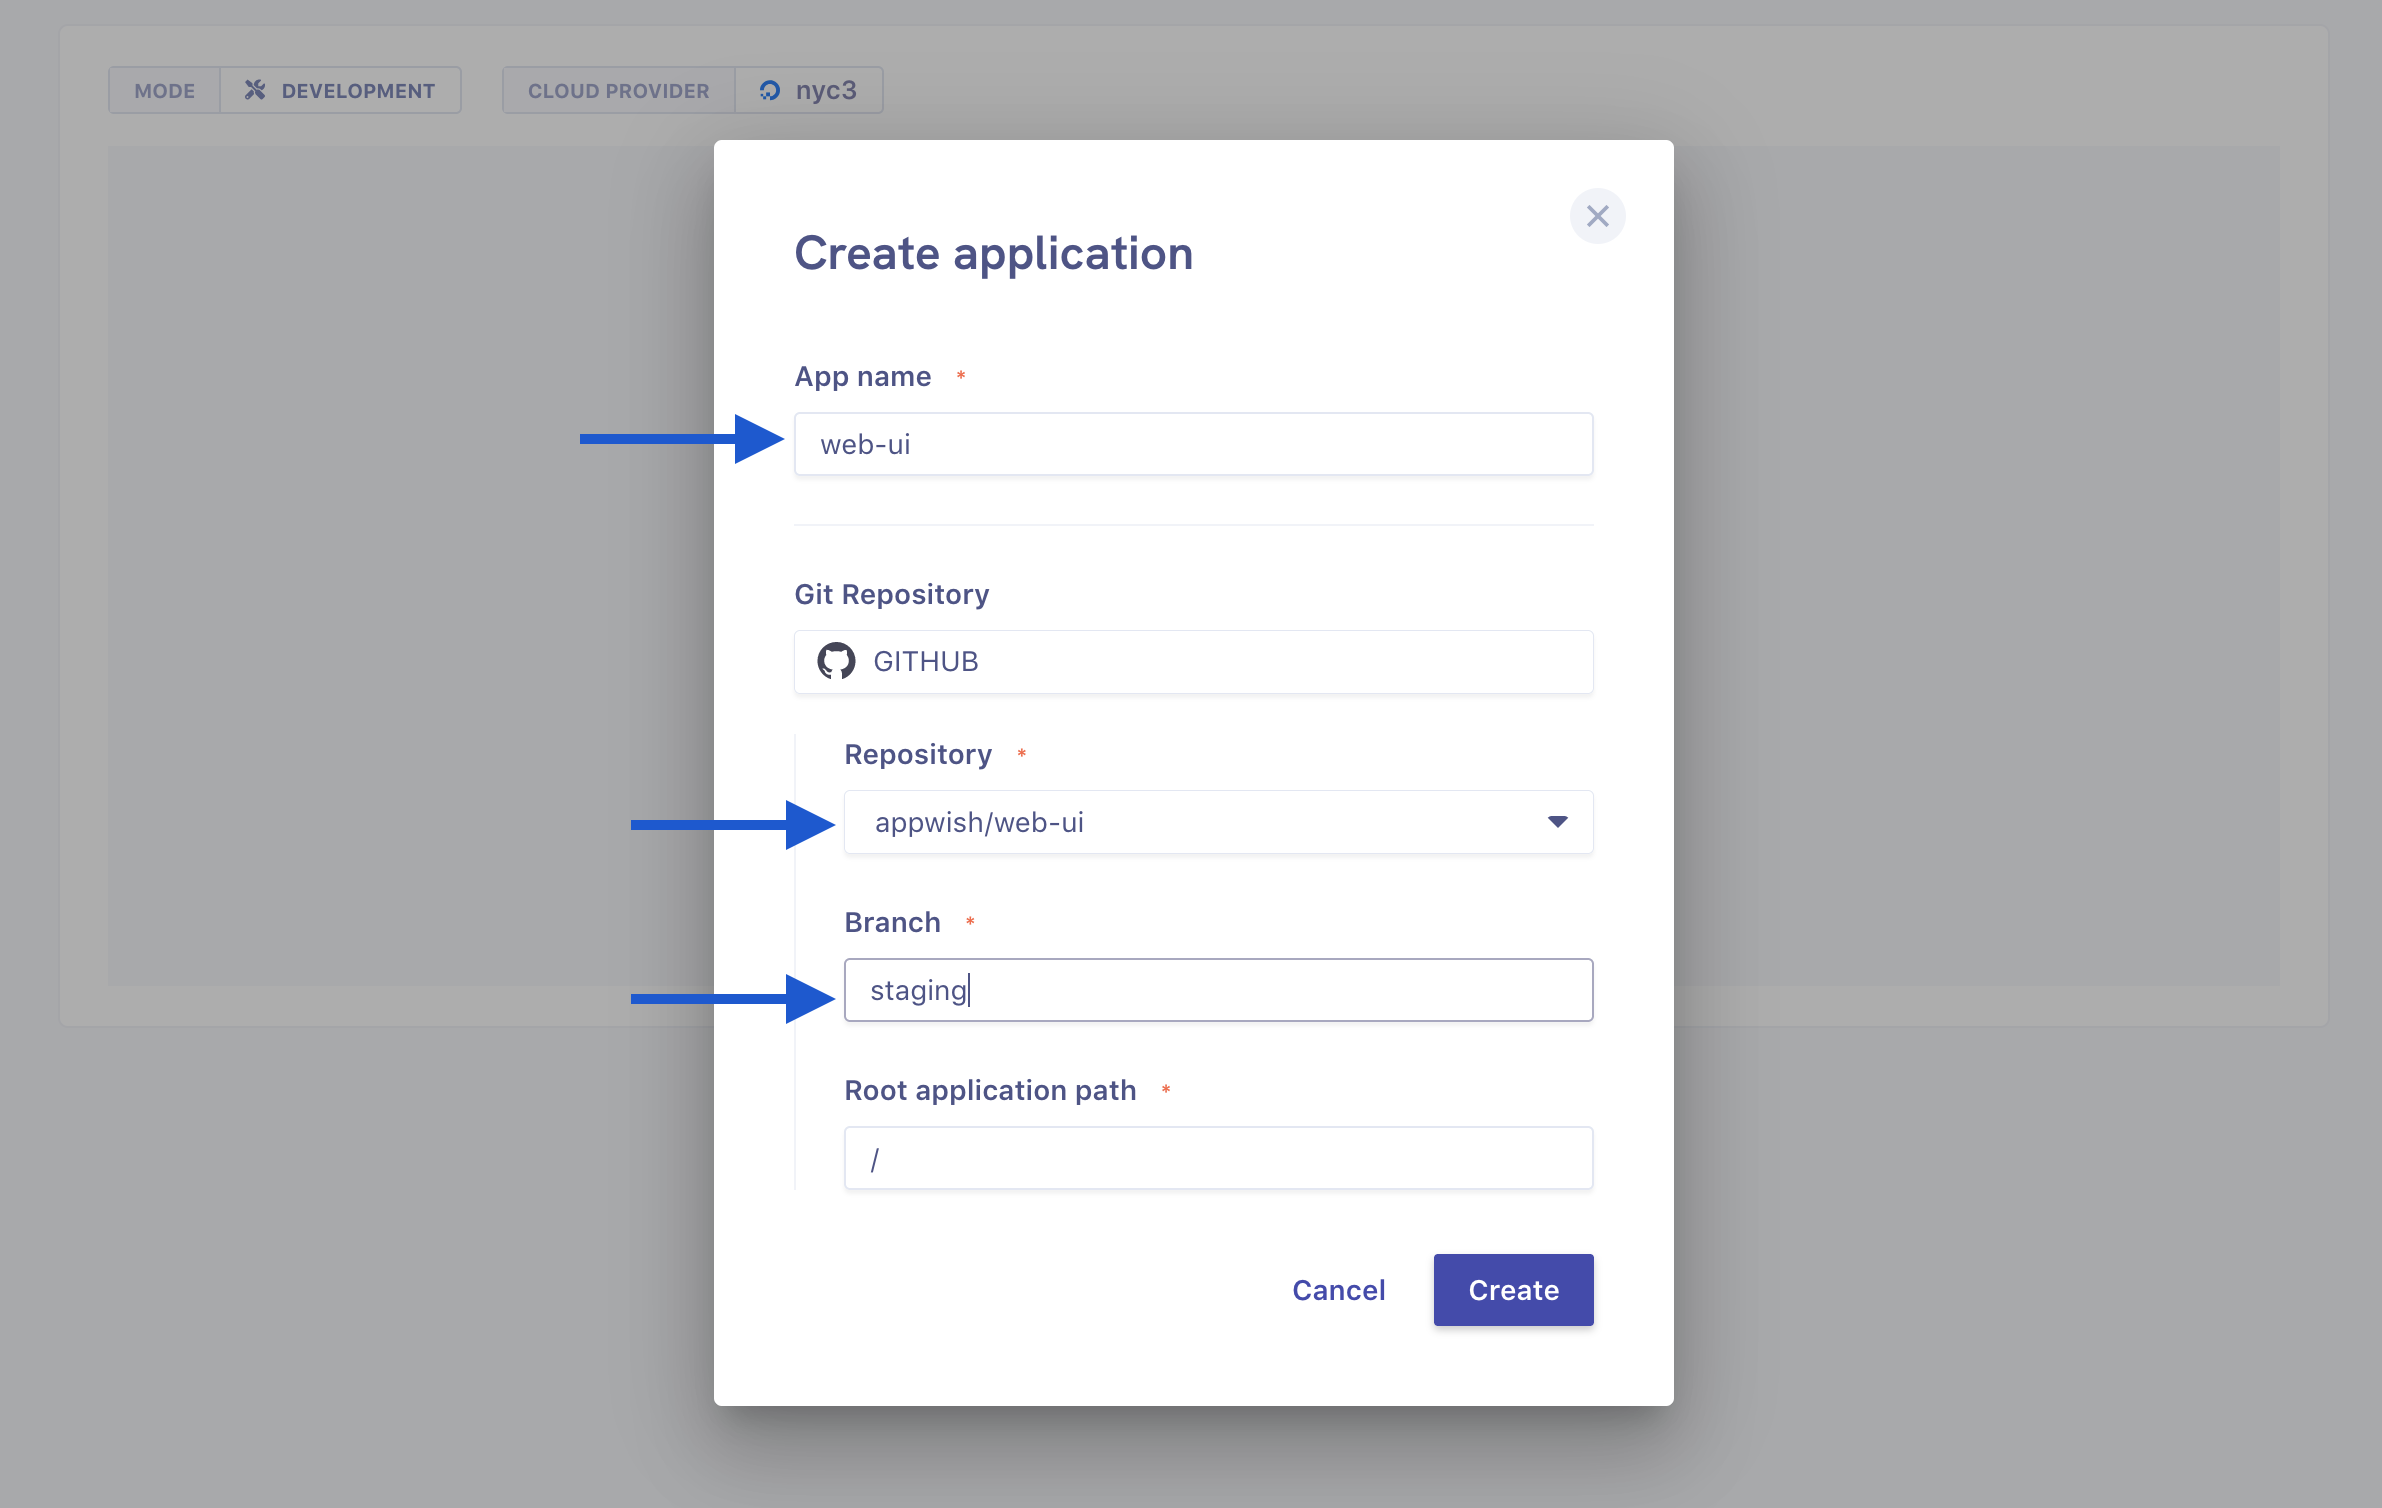 MODE DEVELOPMENT CLOUD PROVIDER nyc3
Create application
App name *
web-ui
Git Repository
GITHUB
Repository *
appwish/web-ui
Branch *
staging
Root application path *
/
Cancel Create